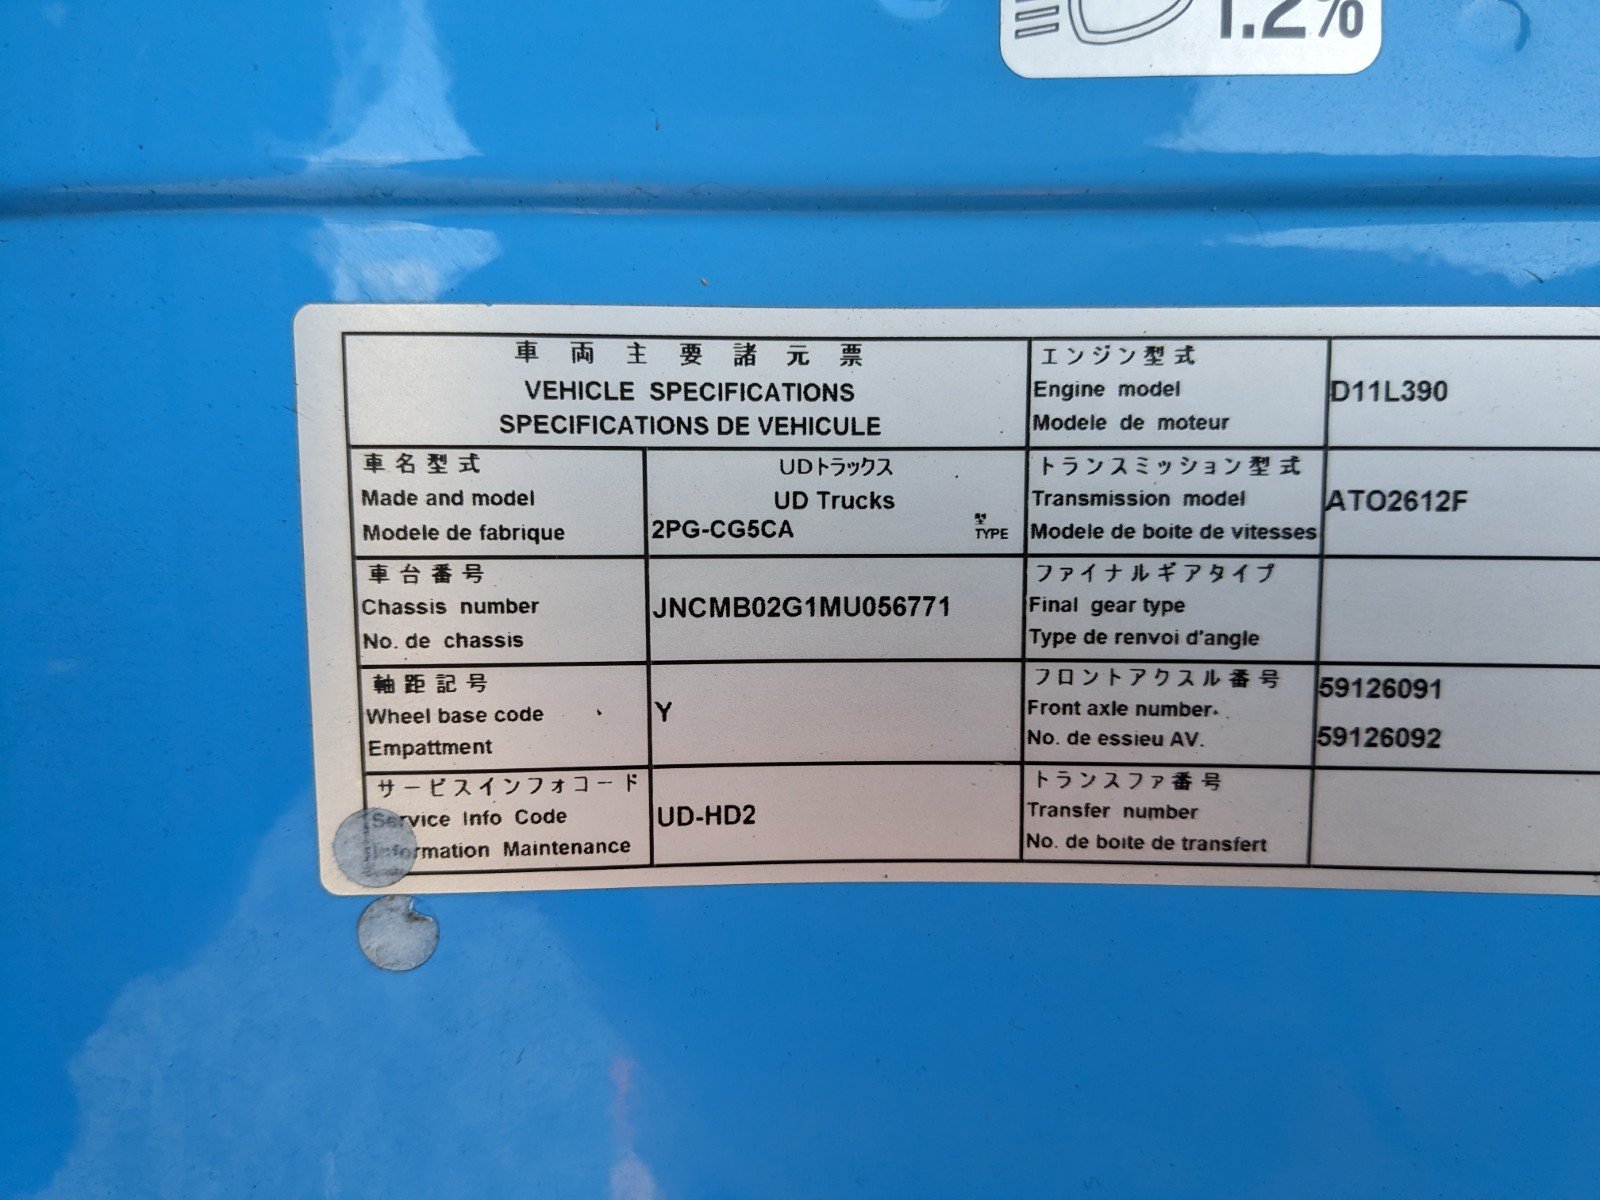 1.2%
車両主要諸元票
VEHICLE SPECIFICATIONS
SPECIFICATIONS DE VEHICULE
エンジン型式
Engine model
Modele de moteur
D11L390
車名型式
Made and model
Modele de fabrique
UDトラックス
UD Trucks
2PG-CG5CA
型
TYPE
トランスミッション型式
Transmission model
Modele de boite de vitesses
ATO2612F
車台番号
Chassis number
No. de chassis
JNCMB02G1MU056771
ファイナルギアタイプ
Final gear type
Type de renvoi d'angle
軸距記号
Wheel base code
Empattment
Y
フロントアクスル番号
Front axle number
No. de essieu AV.
59126091
59126092
サービスインフォコード
Service Info Code
Information Maintenance
UD-HD2
トランスファ番号
Transfer number
No. de boite de transfert